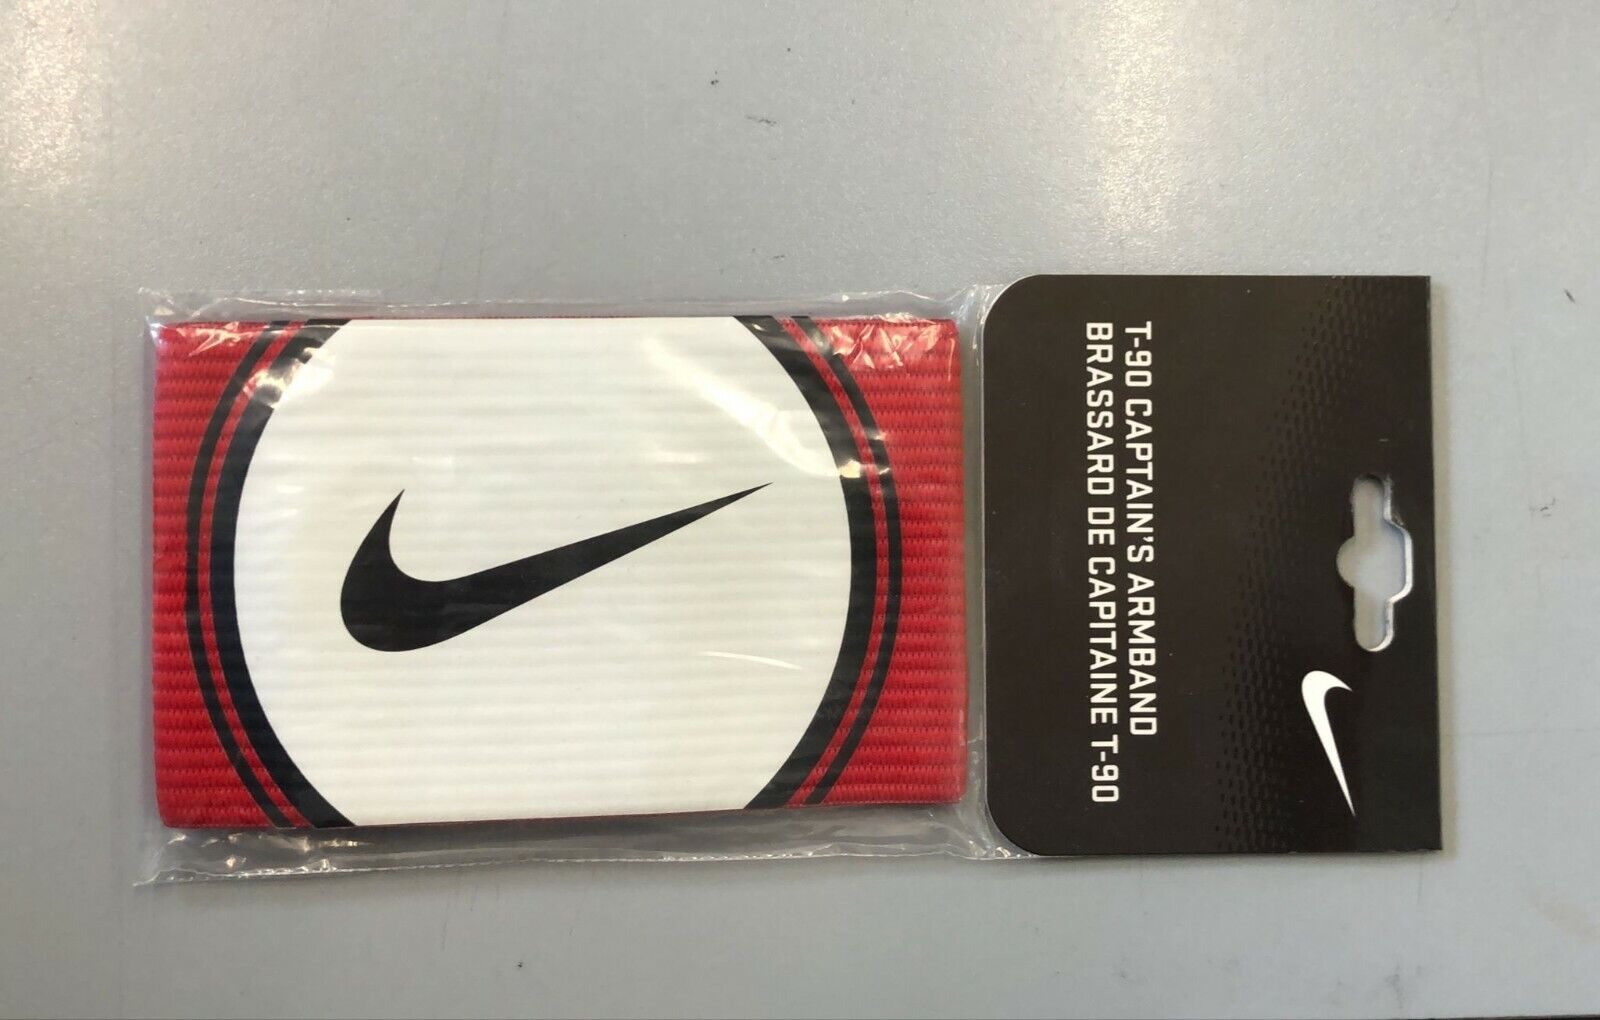 T-90 CAPTAIN'S ARMBAND
BRASSARD DE CAPITAINE T-90